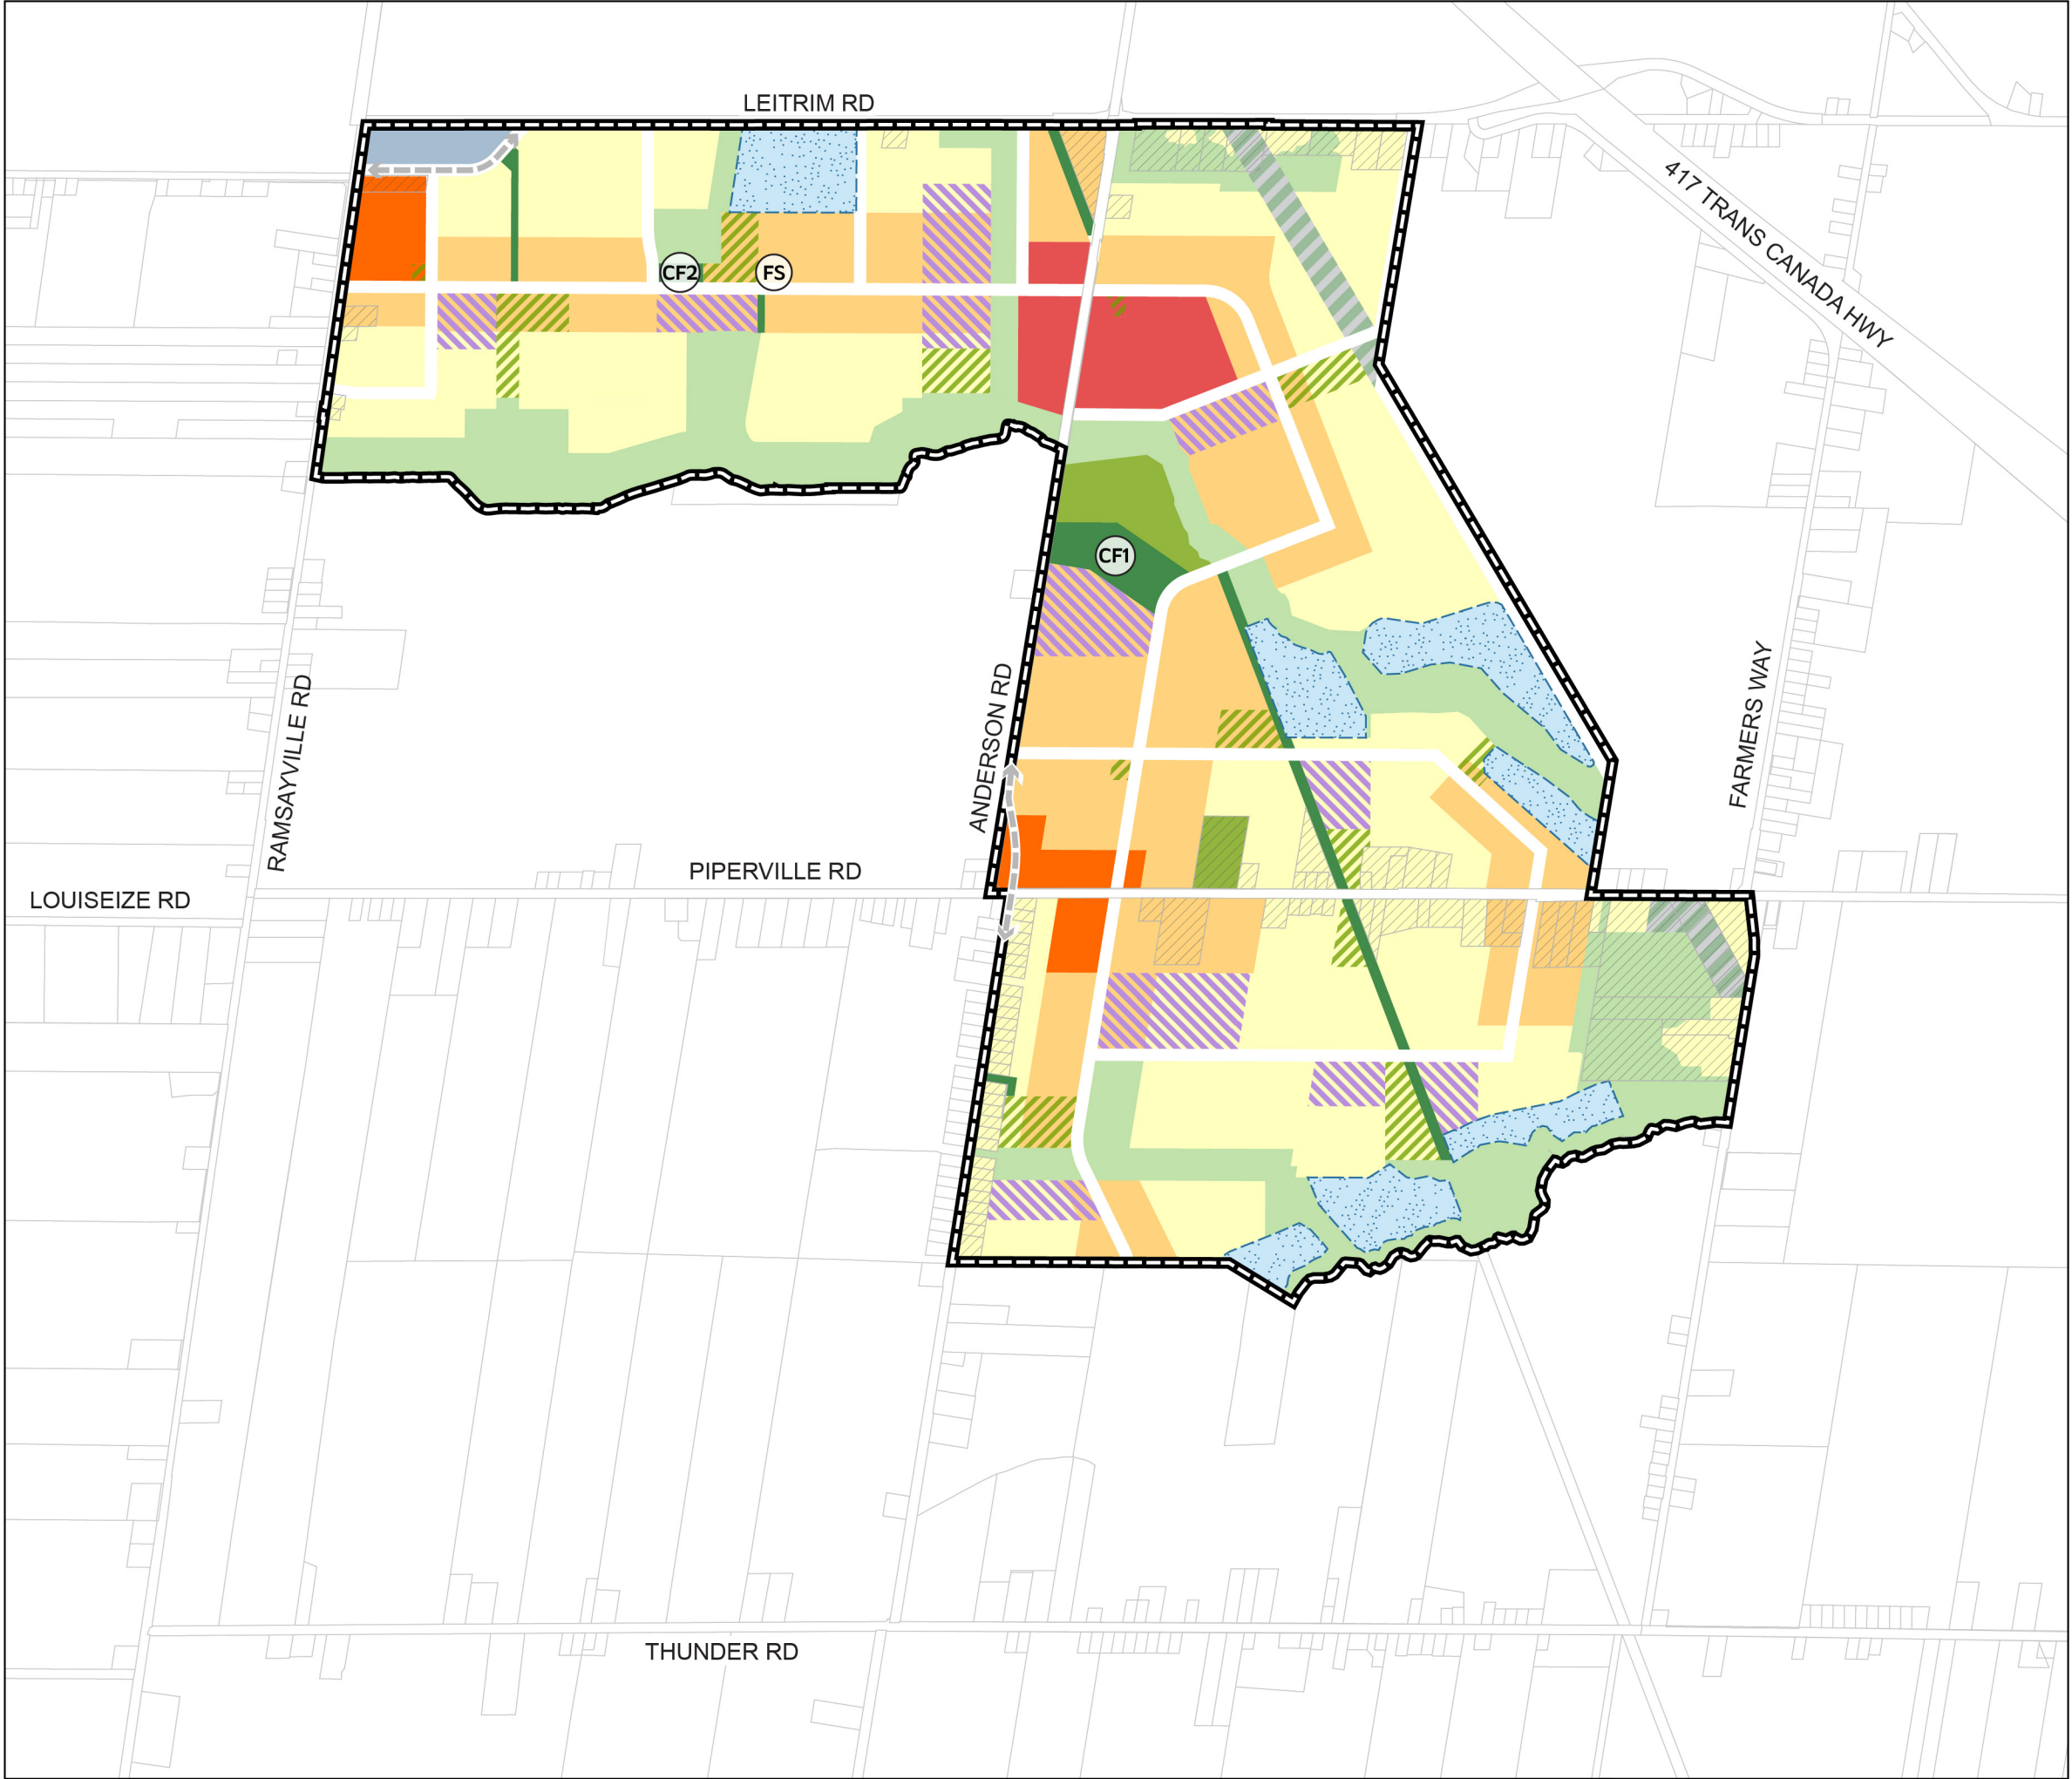 LEITRIM RD
417 TRANS CANADA HWY
CF2
FS
CF1
RAMSAYVILLE RD
ANDERSON RD
FARMERS WAY
PIPERVILLE RD
LOUISEIZE RD
THUNDER RD